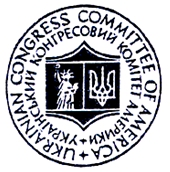 UKRAINIAN CONGRESS COMMITTEE OF AMERICA
УКРАЇНСЬКИЙ КОНГРЕСОВИЙ КОМІТЕТ АМЕРИКИ